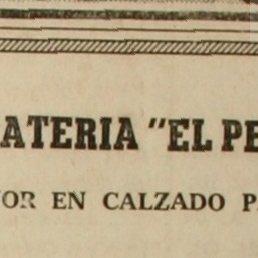 ATERIA "EL PE
OR EN CALZADO P